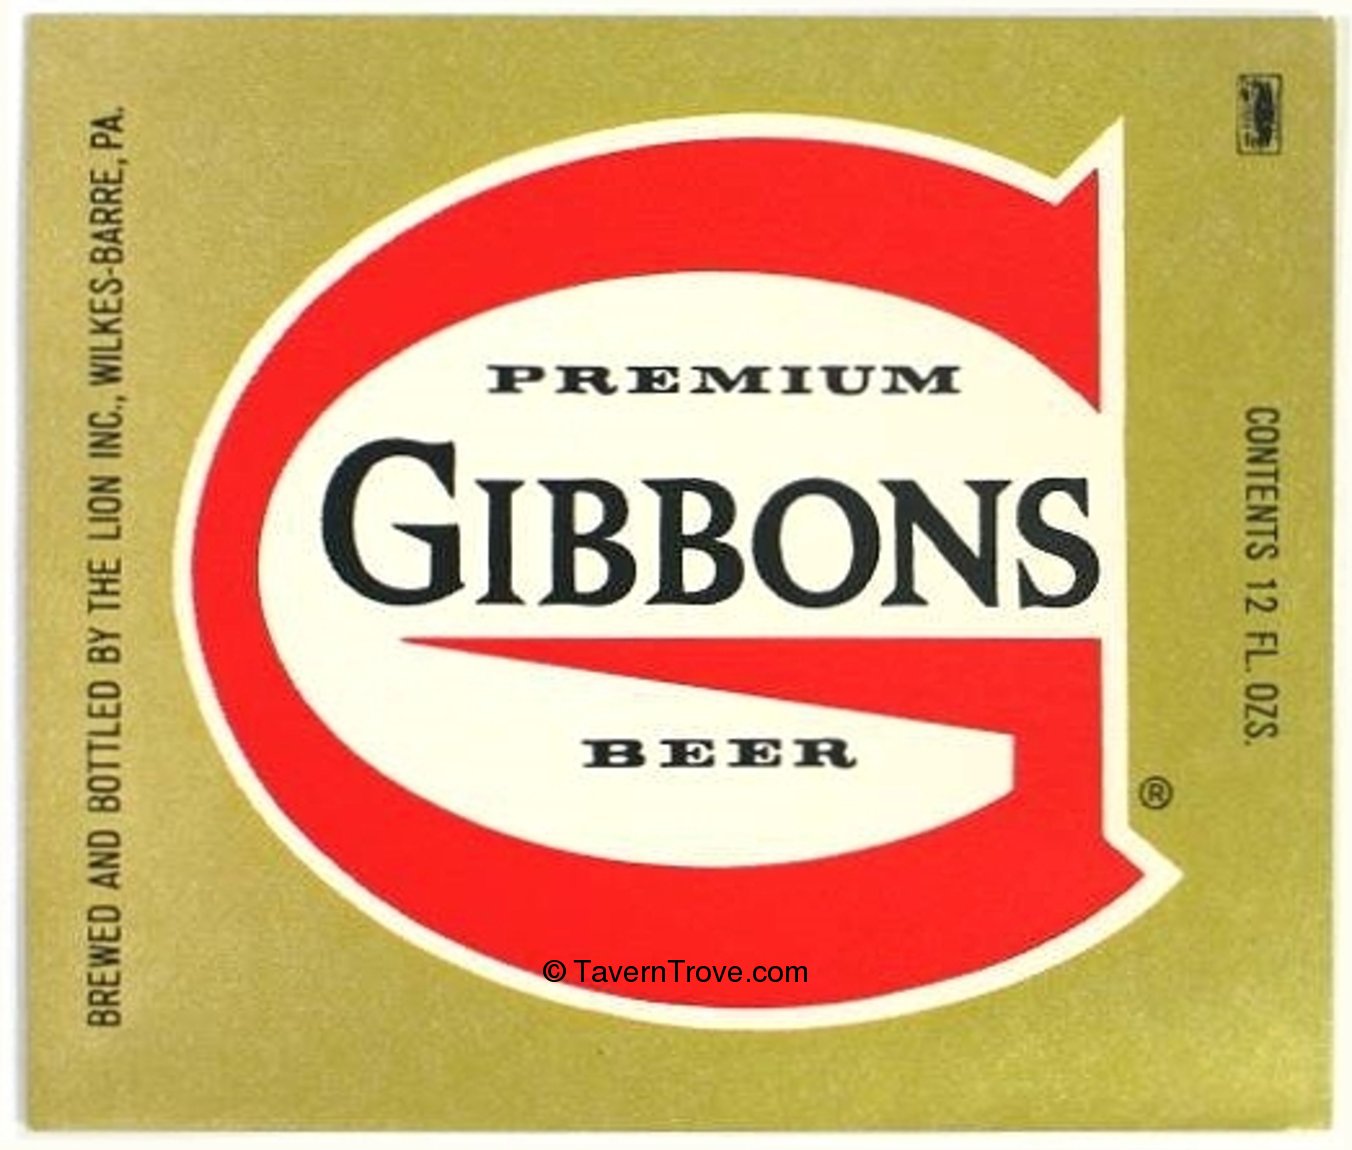 BREWED AND BOTTLED BY THE LION INC., WILKES-BARRE, PA.
PREMIUM
GIBBONS
BEER
®
CONTENTS 12 FL. OZS.
© TavernTrove.com